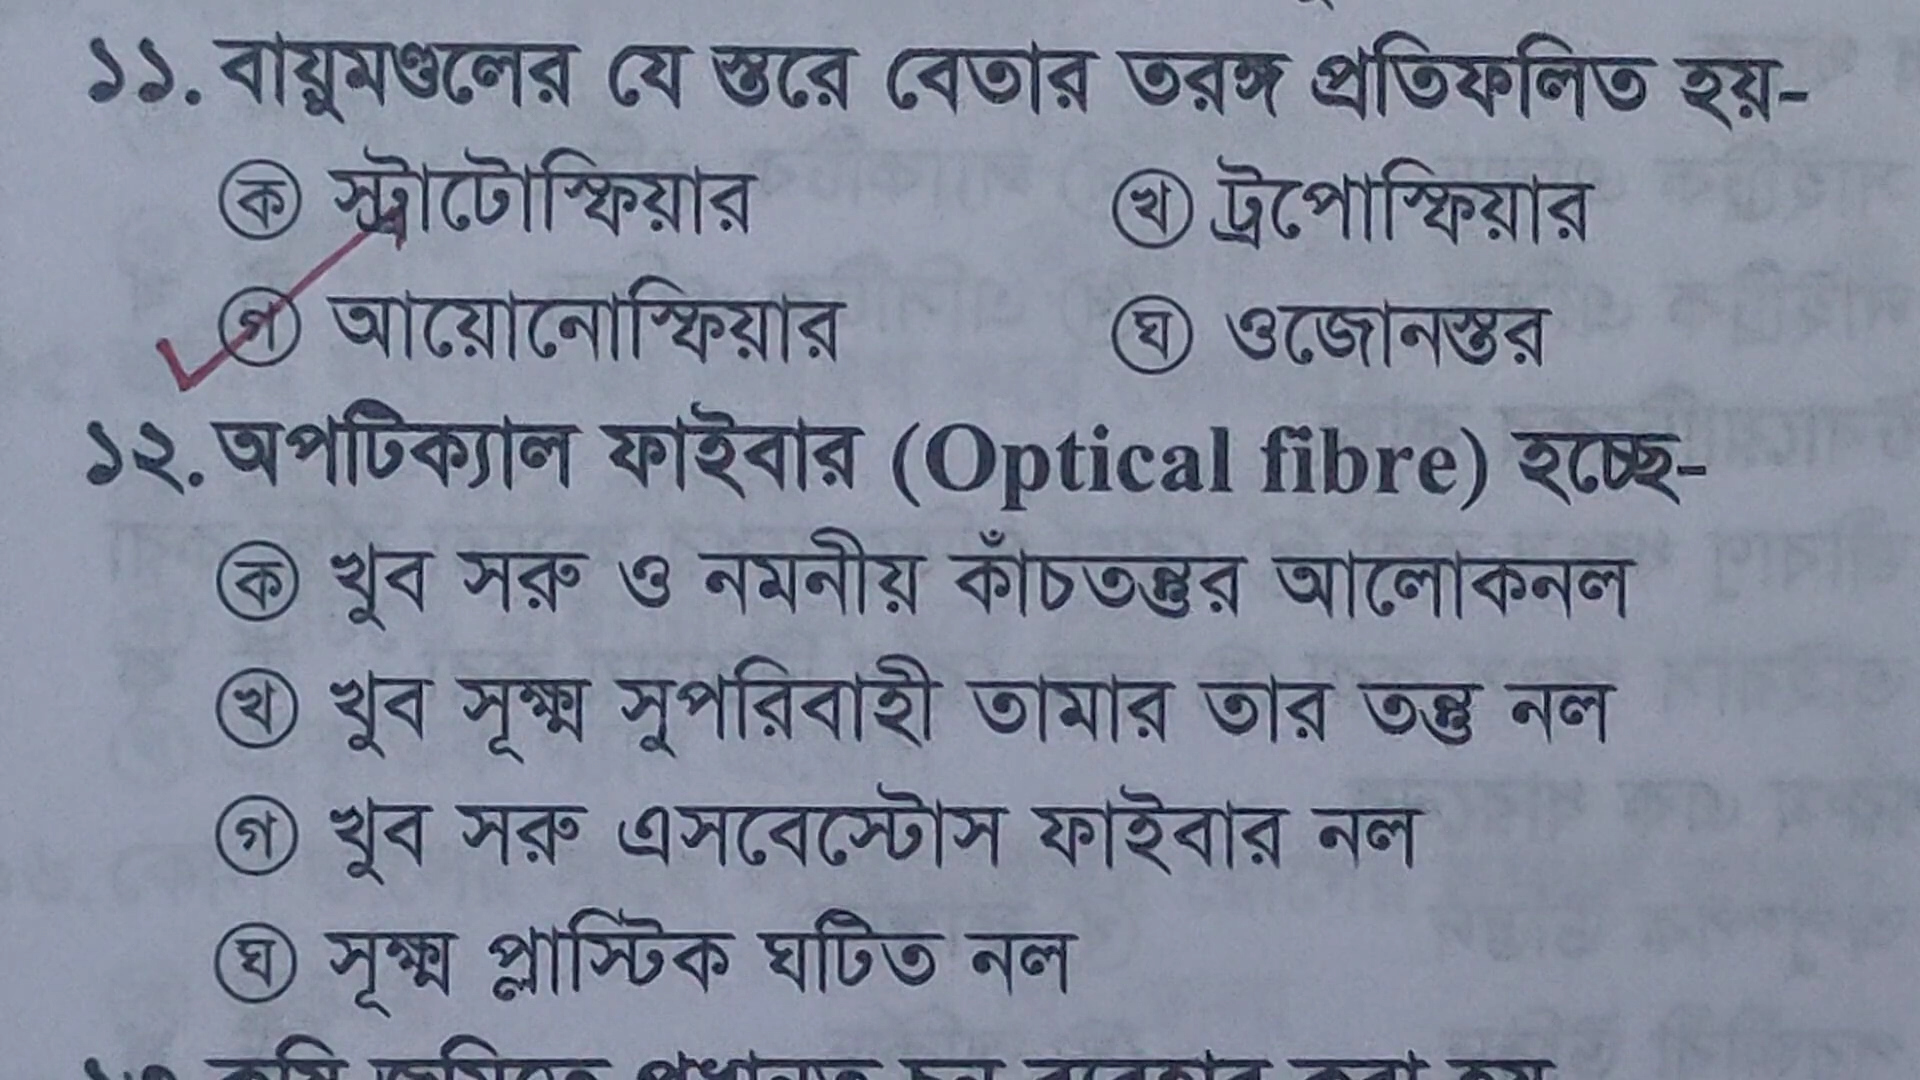 ১১. বায়ুমণ্ডলের যে স্তরে বেতার তরঙ্গ প্রতিফলিত হয়-
ক স্ট্রাটোস্ফিয়ার খ ট্রপোস্ফিয়ার
গ আয়োনোস্ফিয়ার ঘ ওজোনস্তর
১২. অপটিক্যাল ফাইবার (Optical fibre) হচ্ছে-
ক খুব সরু ও নমনীয় কাঁচতন্তুর আলোকনল
খ খুব সূক্ষ্ম সুপরিবাহী তামার তার তন্তু নল
গ খুব সরু এসবেস্টোস ফাইবার নল
ঘ সূক্ষ্ম প্লাস্টিক ঘটিত নল